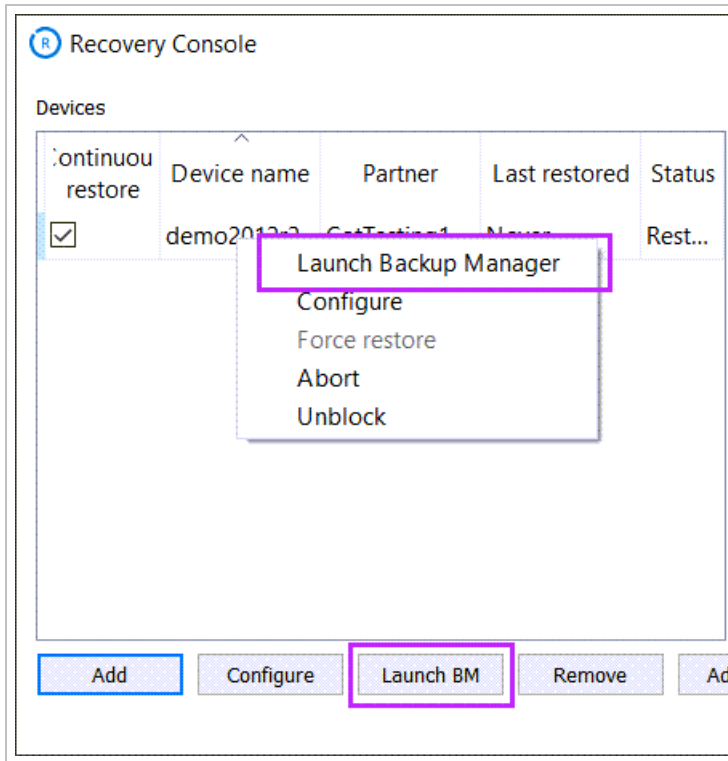 R Recovery Console
Devices
Continuou
restore
Device name
Partner
Last restored
Status
Rest...
Launch Backup Manager
Configure
Force restore
Abort
Unblock
Add
Configure
Launch BM
Remove
Ad